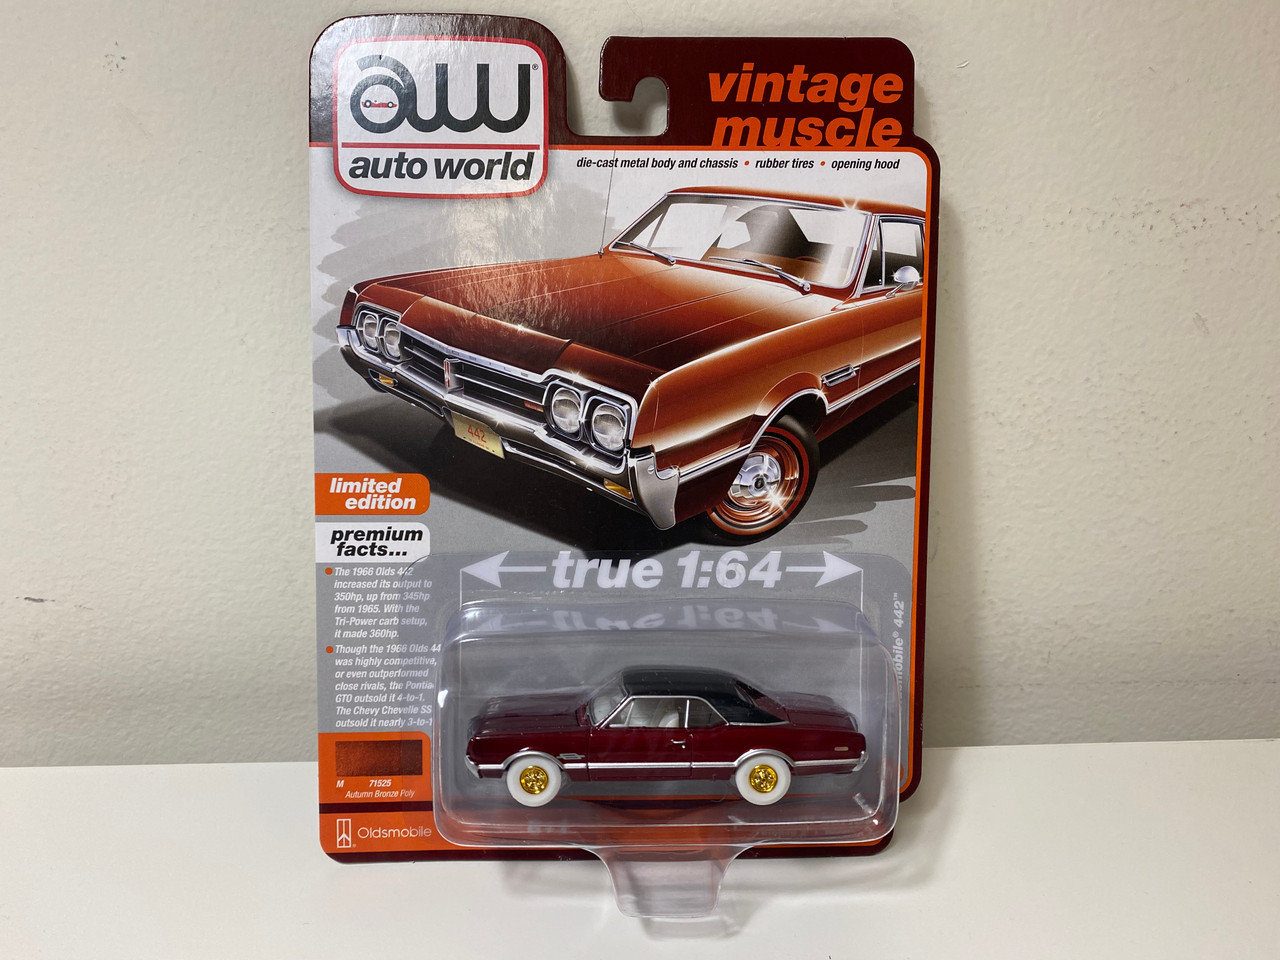 aw®
auto world
vintage
muscle
die-cast metal body and chassis • rubber tires • opening hood
442
limited
edition
premium
facts...
• The 1966 Olds 442
increased its output to
350hp, up from 345hp
from 1965. With the
Tri-Power carb setup,
it made 360hp.
• Though the 1966 Olds 44
was highly competitive,
or even outperformed
close rivals, the Pontia
GTO outsold it 4-to-1.
The Chevy Chevelle SS
outsold it nearly 3-to-1
true 1:64
mobile® 442™
M 71525
Autumn Bronze Poly
Oldsmobile